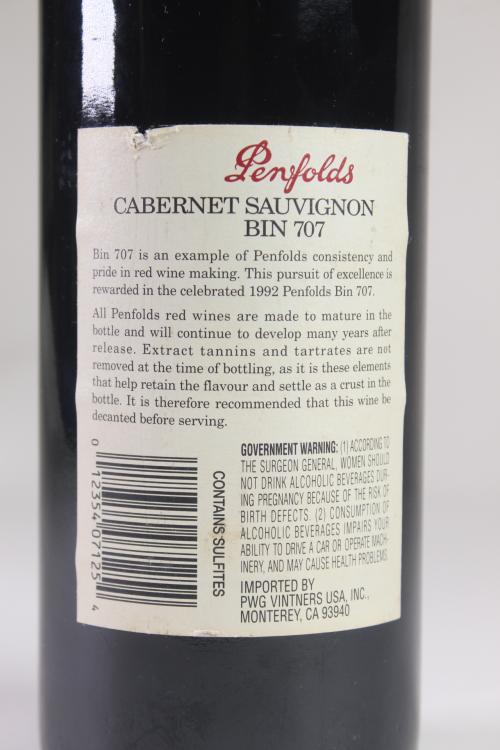 Penfolds
CABERNET SAUVIGNON
BIN 707
Bin 707 is an example of Penfolds consistency and
pride in red wine making. This pursuit of excellence is
rewarded in the celebrated 1992 Penfolds Bin 707.
All Penfolds red wines are made to mature in the
bottle and will continue to develop many years after
release. Extract tannins and tartrates are not
removed at the time of bottling, as it is these elements
that help retain the flavour and settle as a crust in the
bottle. It is therefore recommended that this wine be
decanted before serving.
0 12354 07125 4
CONTAINS SULFITES
GOVERNMENT WARNING: (1) ACCORDING TO
THE SURGEON GENERAL, WOMEN SHOULD
NOT DRINK ALCOHOLIC BEVERAGES DUR-
ING PREGNANCY BECAUSE OF THE RISK OF
BIRTH DEFECTS. (2) CONSUMPTION OF
ALCOHOLIC BEVERAGES IMPAIRS YOUR
ABILITY TO DRIVE A CAR OR OPERATE MACH-
INERY, AND MAY CAUSE HEALTH PROBLEMS.
IMPORTED BY
PWG VINTNERS USA. INC.,
MONTEREY, CA 93940